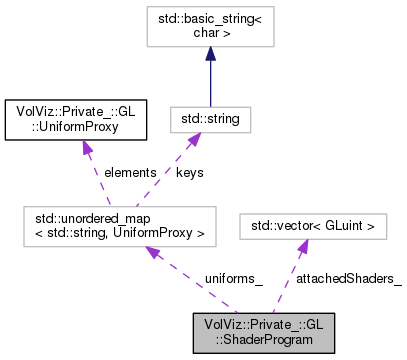 std::basic_string<
char >
VolViz::Private_::GL
::UniformProxy
std::string
elements
keys
std::unordered_map
< std::string, UniformProxy >
std::vector< GLuint >
uniforms_
attachedShaders_
VolViz::Private_::GL
::ShaderProgram